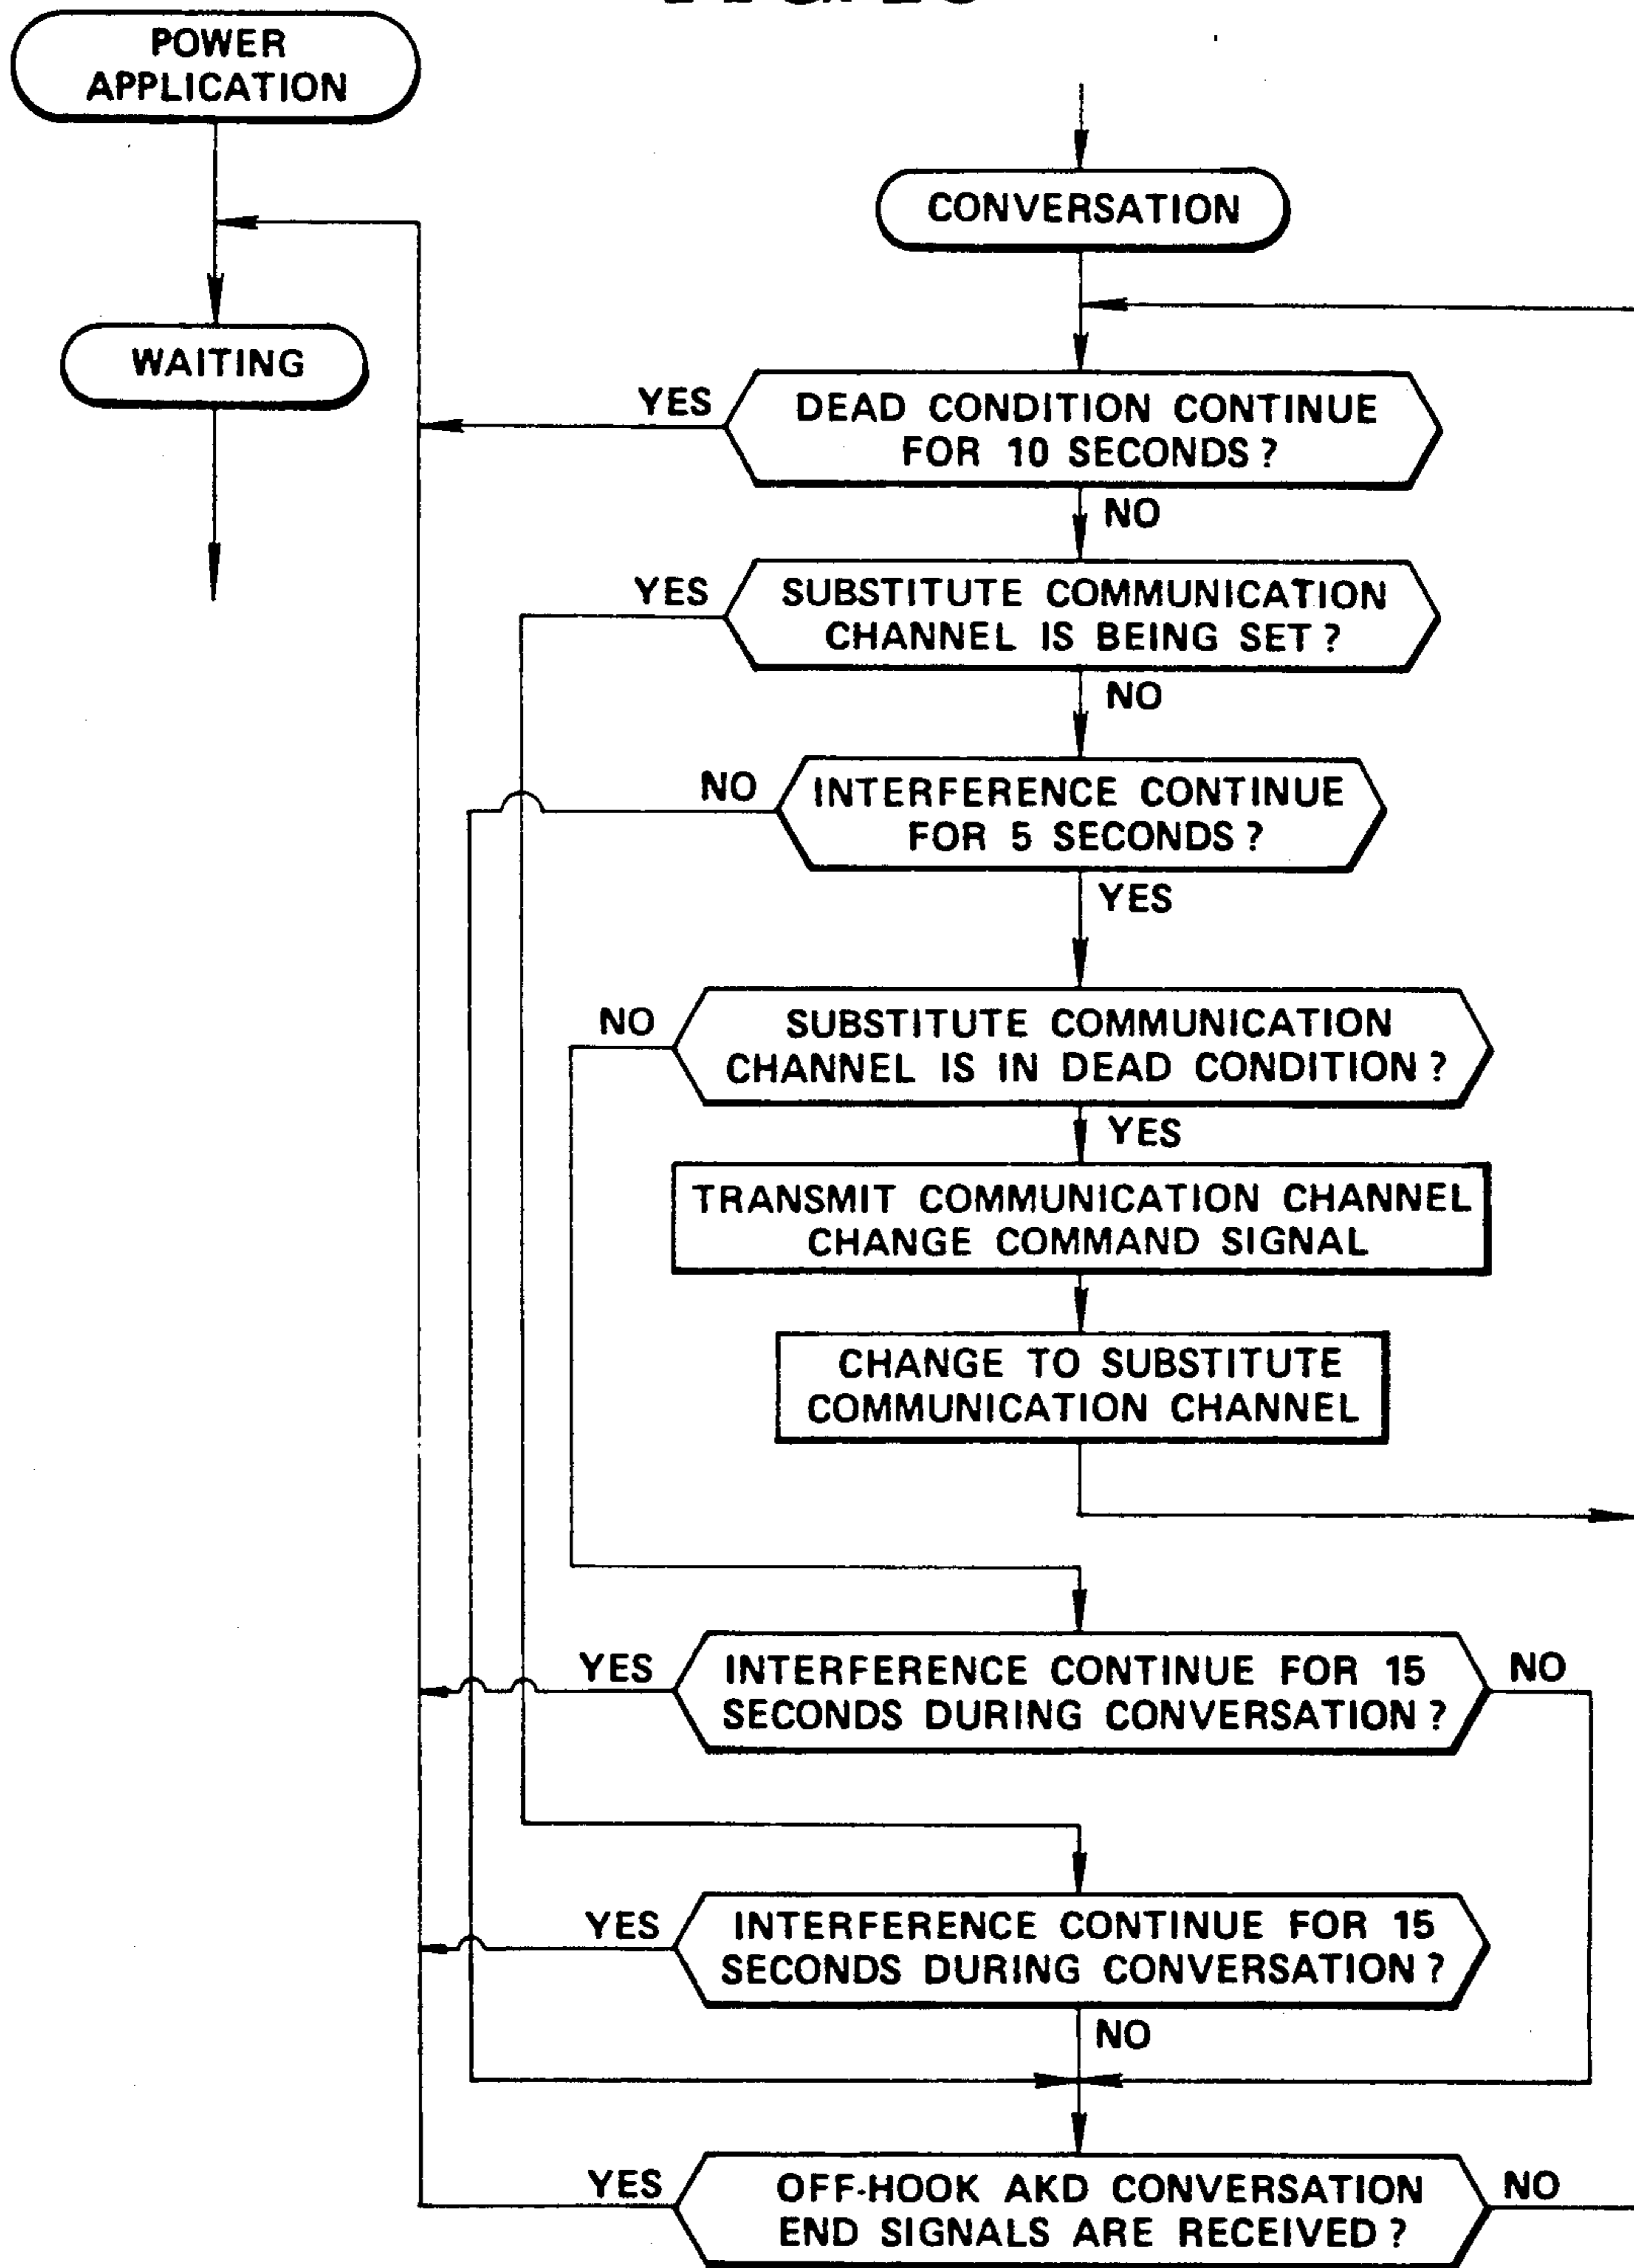 POWER
APPLICATION
CONVERSATION
WAITING
YES
DEAD CONDITION CONTINUE
FOR 10 SECONDS?
NO
YES
SUBSTITUTE COMMUNICATION
CHANNEL IS BEING SET?
NO
NO
INTERFERENCE CONTINUE
FOR 5 SECONDS?
YES
NO
SUBSTITUTE COMMUNICATION
CHANNEL IS IN DEAD CONDITION?
YES
TRANSMIT COMMUNICATION CHANNEL
CHANGE COMMAND SIGNAL
CHANGE TO SUBSTITUTE
COMMUNICATION CHANNEL
YES
INTERFERENCE CONTINUE FOR 15
SECONDS DURING CONVERSATION?
NO
YES
INTERFERENCE CONTINUE FOR 15
SECONDS DURING CONVERSATION?
NO
YES
OFF-HOOK AKD CONVERSATION
END SIGNALS ARE RECEIVED?
NO